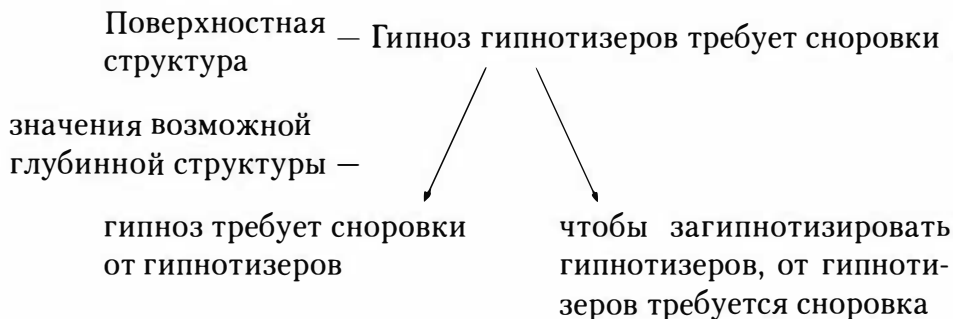 Поверхностная
структура — Гипноз гипнотизеров требует сноровки
значения возможной
глубинной структуры —
гипноз требует сноровки
от гипнотизеров
чтобы загипнотизировать
гипнотизеров, от гипноти-
зеров требуется сноровка